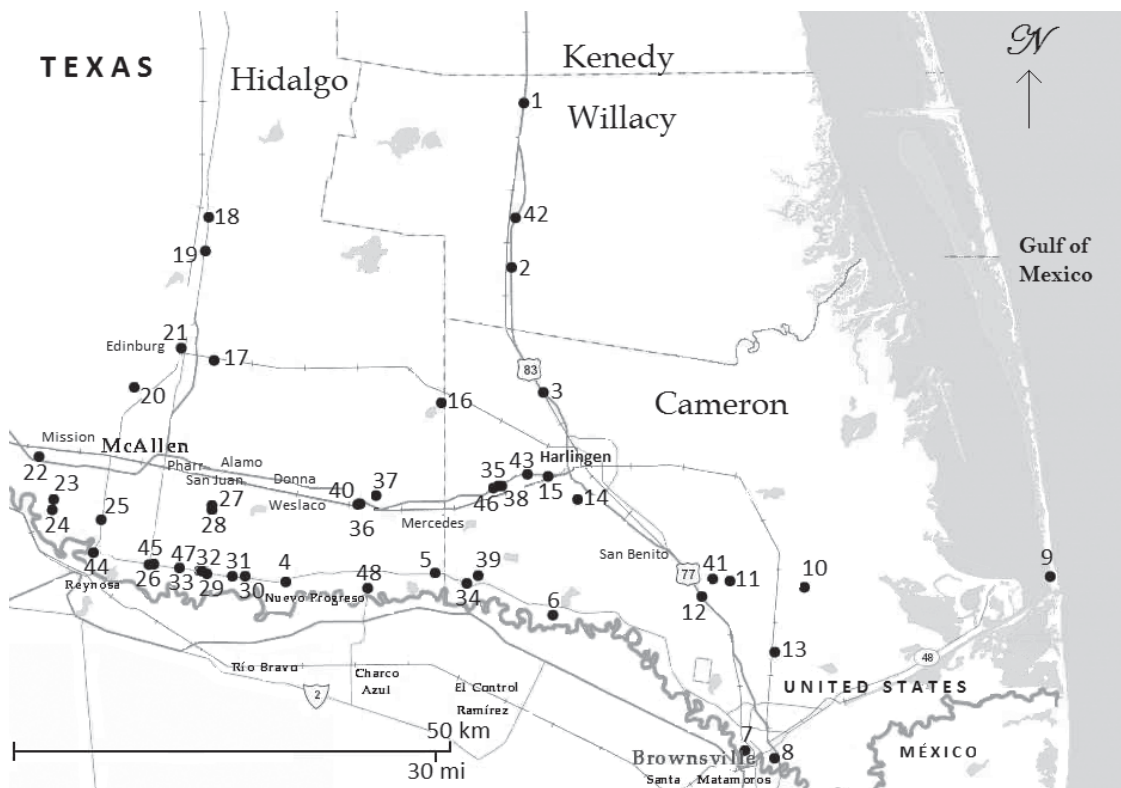 TEXAS
Hidalgo
Kenedy
Willacy
N
1
18
42
19
2
Gulf of
Mexico
21
Edinburg
17
83
3
20
16
Cameron
Mission
McAllen
22
Pharr
Alamo
San Juan
Donna
Harlingen
43
35
37
23
27
40
15
14
24
28
Weslaco
36
46
38
Mercedes
25
San Benito
45
47
32
31
4
48
5
39
77
41
11
10
9
44
26
33
29
30
34
12
Reynosa
Nuevo Progreso
6
13
48
Río Bravo
Charco
Azul
2
El Control
Ramírez
UNITED STATES
50 km
30 mi
7
8
Brownsville
MÉXICO
Santa
Matamoros